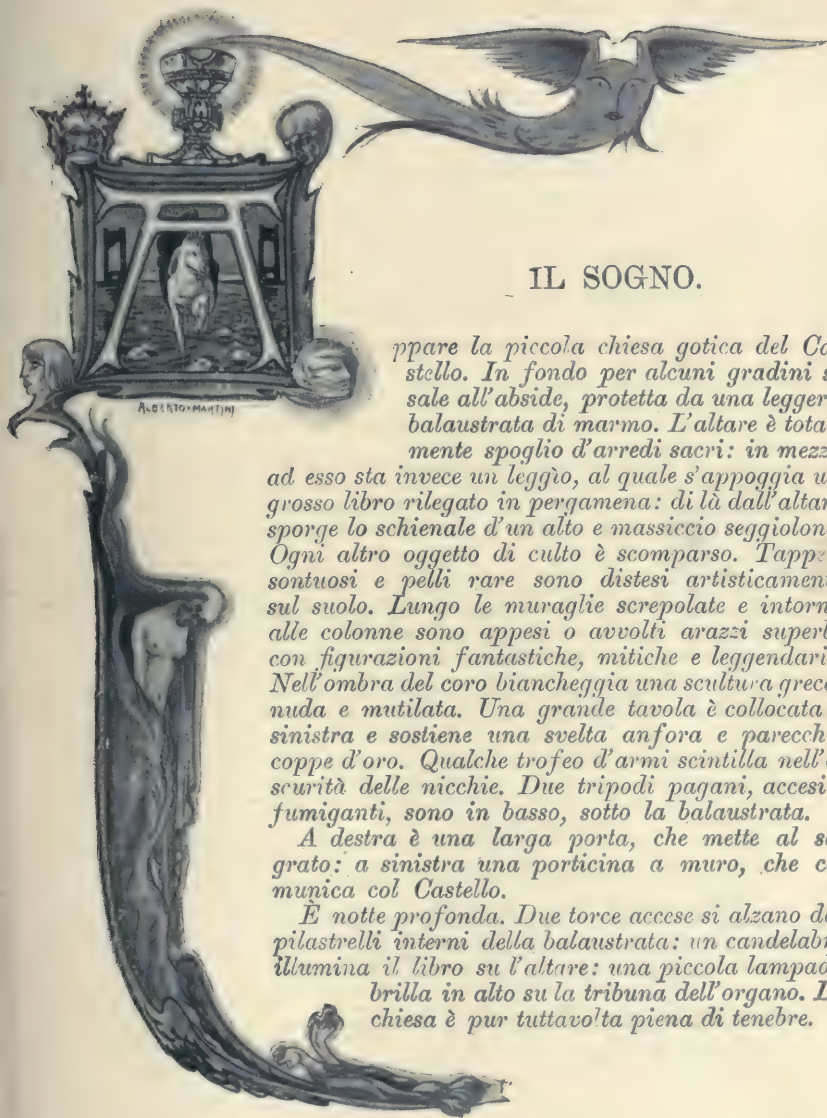 IL SOGNO.
Appare la piccola chiesa gotica del Ca
stello. In fondo per alcuni gradini s
sale all'abside, protetta da una legger
balaustrata di marmo. L'altare è tota
mente spoglio d'arredi sacri: in mezz
ad esso sta invece un leggìo, al quale s'appoggia u
grosso libro rilegato in pergamena: di là dall'altar
sporge lo schienale d'un alto e massiccio seggiolon
Ogni altro oggetto di culto è scomparso. Tappe
sontuosi e pelli rare sono distesi artisticamen
sul suolo. Lungo le muraglie screpolate e intorn
alle colonne sono appesi o avvolti arazzi superb
con figurazioni fantastiche, mitiche e leggendari
Nell'ombra del coro biancheggia una scultura greca
nuda e mutilata. Una grande tavola è collocata
sinistra e sostiene una svelta anfora e parecch
coppe d'oro. Qualche trofeo d'armi scintilla nell'
scurità delle nicchie. Due tripodi pagani, accesi
fumiganti, sono in basso, sotto la balaustrata.
A destra è una larga porta, che mette al s
grato: a sinistra una porticina a muro, che c
munica col Castello.
È notte profonda. Due torce accese si alzano d
pilastrelli interni della balaustrata: un candelab
illumina il libro su l'altare: una piccola lampad
brilla in alto su la tribuna dell'organo. L
chiesa è pur tuttavolta piena di tenebre.
ALBERTO·MARTINI